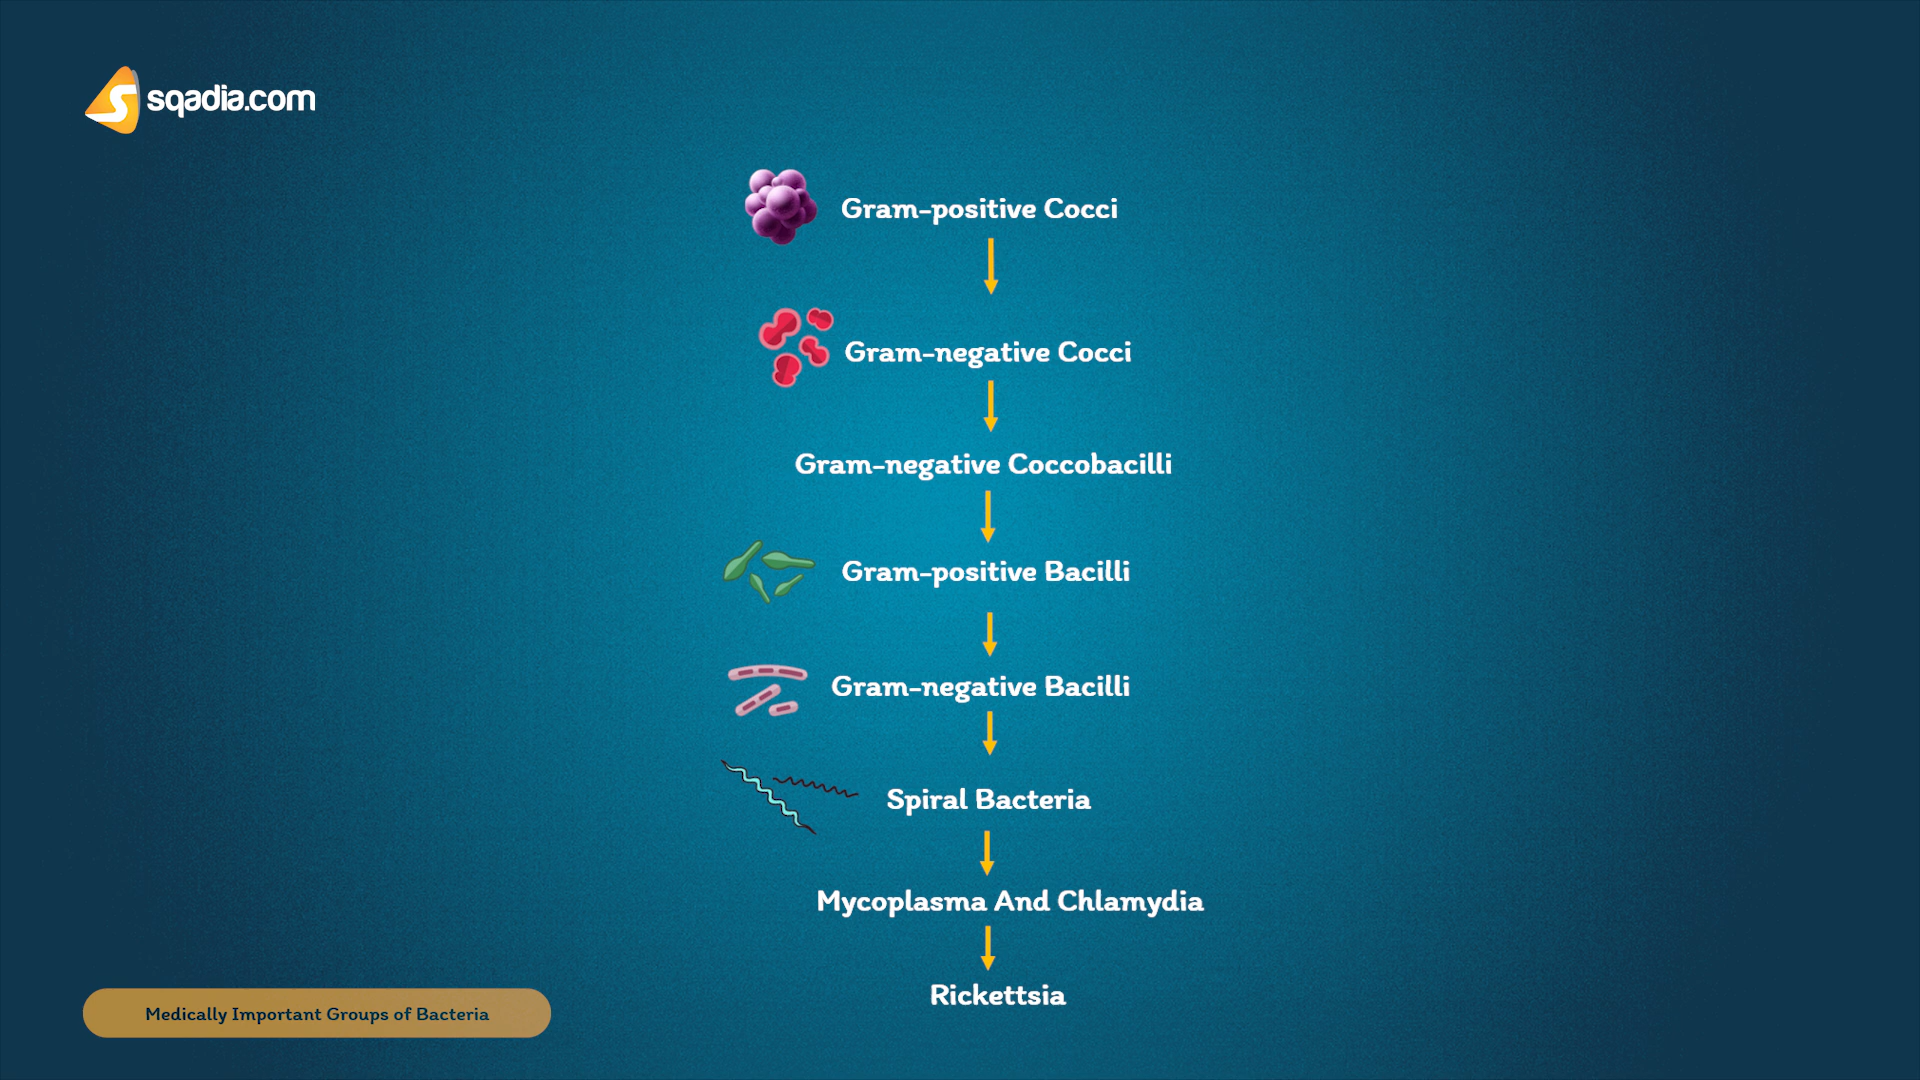 sqadia.com
Gram-positive Cocci
Gram-negative Cocci
Gram-negative Coccobacilli
Gram-positive Bacilli
Gram-negative Bacilli
Spiral Bacteria
Mycoplasma And Chlamydia
Rickettsia
Medically Important Groups of Bacteria